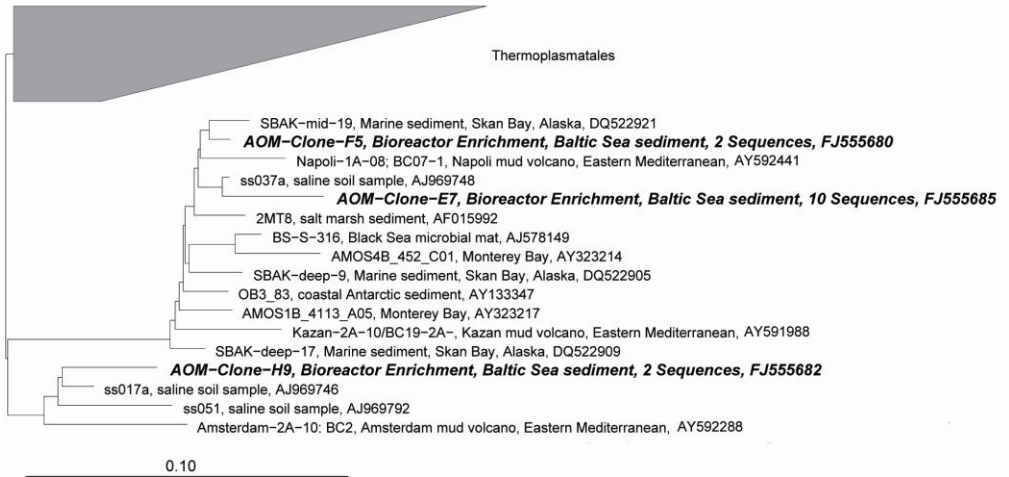 Thermoplasmatales
SBAK−mid−19, Marine sediment, Skan Bay, Alaska, DQ522921
AOM−Clone−F5, Bioreactor Enrichment, Baltic Sea sediment, 2 Sequences, FJ555680
Napoli−1A−08; BC07−1, Napoli mud volcano, Eastern Mediterranean, AY592441
ss037a, saline soil sample, AJ969748
AOM−Clone−E7, Bioreactor Enrichment, Baltic Sea sediment, 10 Sequences, FJ555685
2MT8, salt marsh sediment, AF015992
BS−S−316, Black Sea microbial mat, AJ578149
AMOS4B_452_C01, Monterey Bay, AY323214
SBAK−deep−9, Marine sediment, Skan Bay, Alaska, DQ522905
OB3_83, coastal Antarctic sediment, AY133347
AMOS1B_4113_A05, Monterey Bay, AY323217
Kazan−2A−10/BC19−2A−, Kazan mud volcano, Eastern Mediterranean, AY591988
SBAK−deep−17, Marine sediment, Skan Bay, Alaska, DQ522909
AOM−Clone−H9, Bioreactor Enrichment, Baltic Sea sediment, 2 Sequences, FJ555682
ss017a, saline soil sample, AJ969746
ss051, saline soil sample, AJ969792
Amsterdam−2A−10: BC2, Amsterdam mud volcano, Eastern Mediterranean, AY592288
0.10